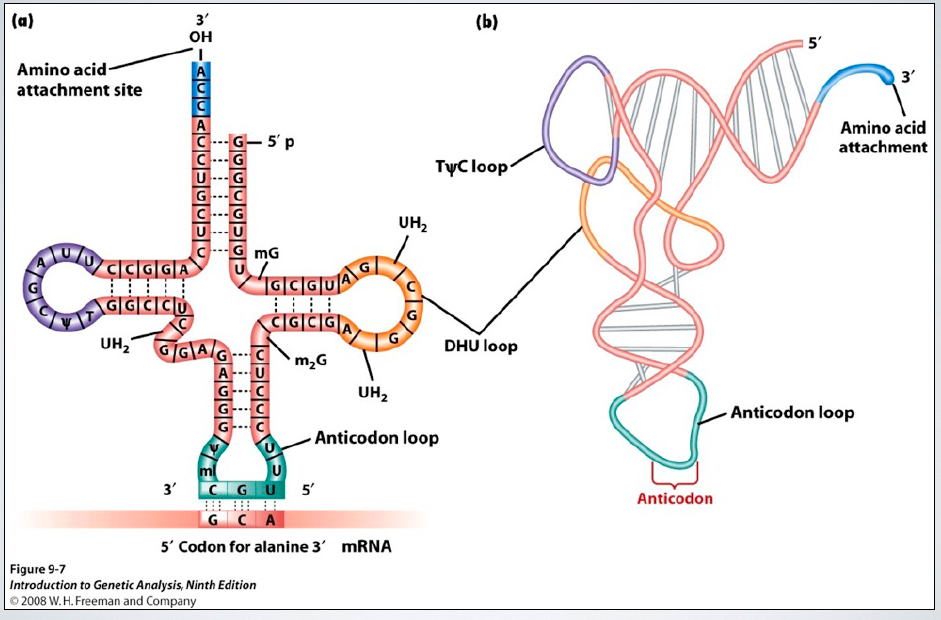 (a)
3′
OH
Amino acid
attachment site
A
C
C
A
C
C
U
G
C
U
C
G
G
G
C
G
U
G
U
5′ p
mG
UH2
A U U
C C G G A
G C G U
A G C G G A
G C ψ T
G G C C U
C
C G C G
UH2
G G A G
A
G
G
G
ψ
mI
m2G
UH2
C
U
C
C
C
U
U
DHU loop
Anticodon loop
3′ C G U 5′
G C A
5′ Codon for alanine 3′ mRNA
(b)
5′
3′
Amino acid
attachment
TψC loop
Anticodon loop
Anticodon
Figure 9-7
Introduction to Genetic Analysis, Ninth Edition
© 2008 W. H. Freeman and Company